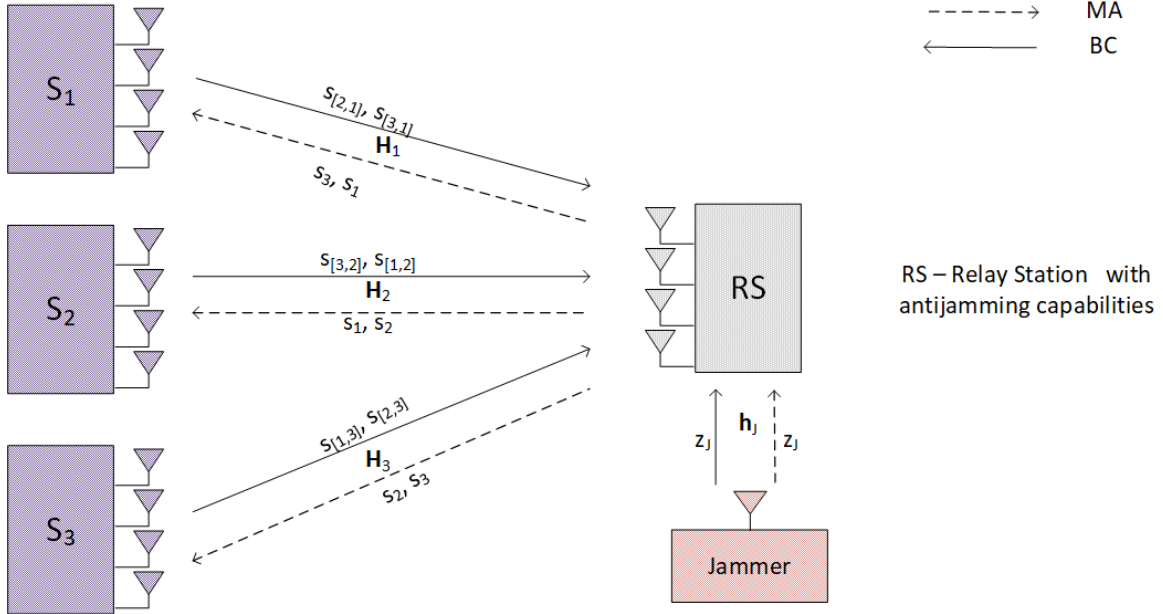 MA
BC
S1
s[2,1], s[3,1]
H1
s3, s1
S2
s[3,2], s[1,2]
H2
s1, s2
RS
RS – Relay Station with
antijamming capabilities
S3
s[1,3], s[2,3]
H3
s2, s3
zJ
hJ
zJ
Jammer